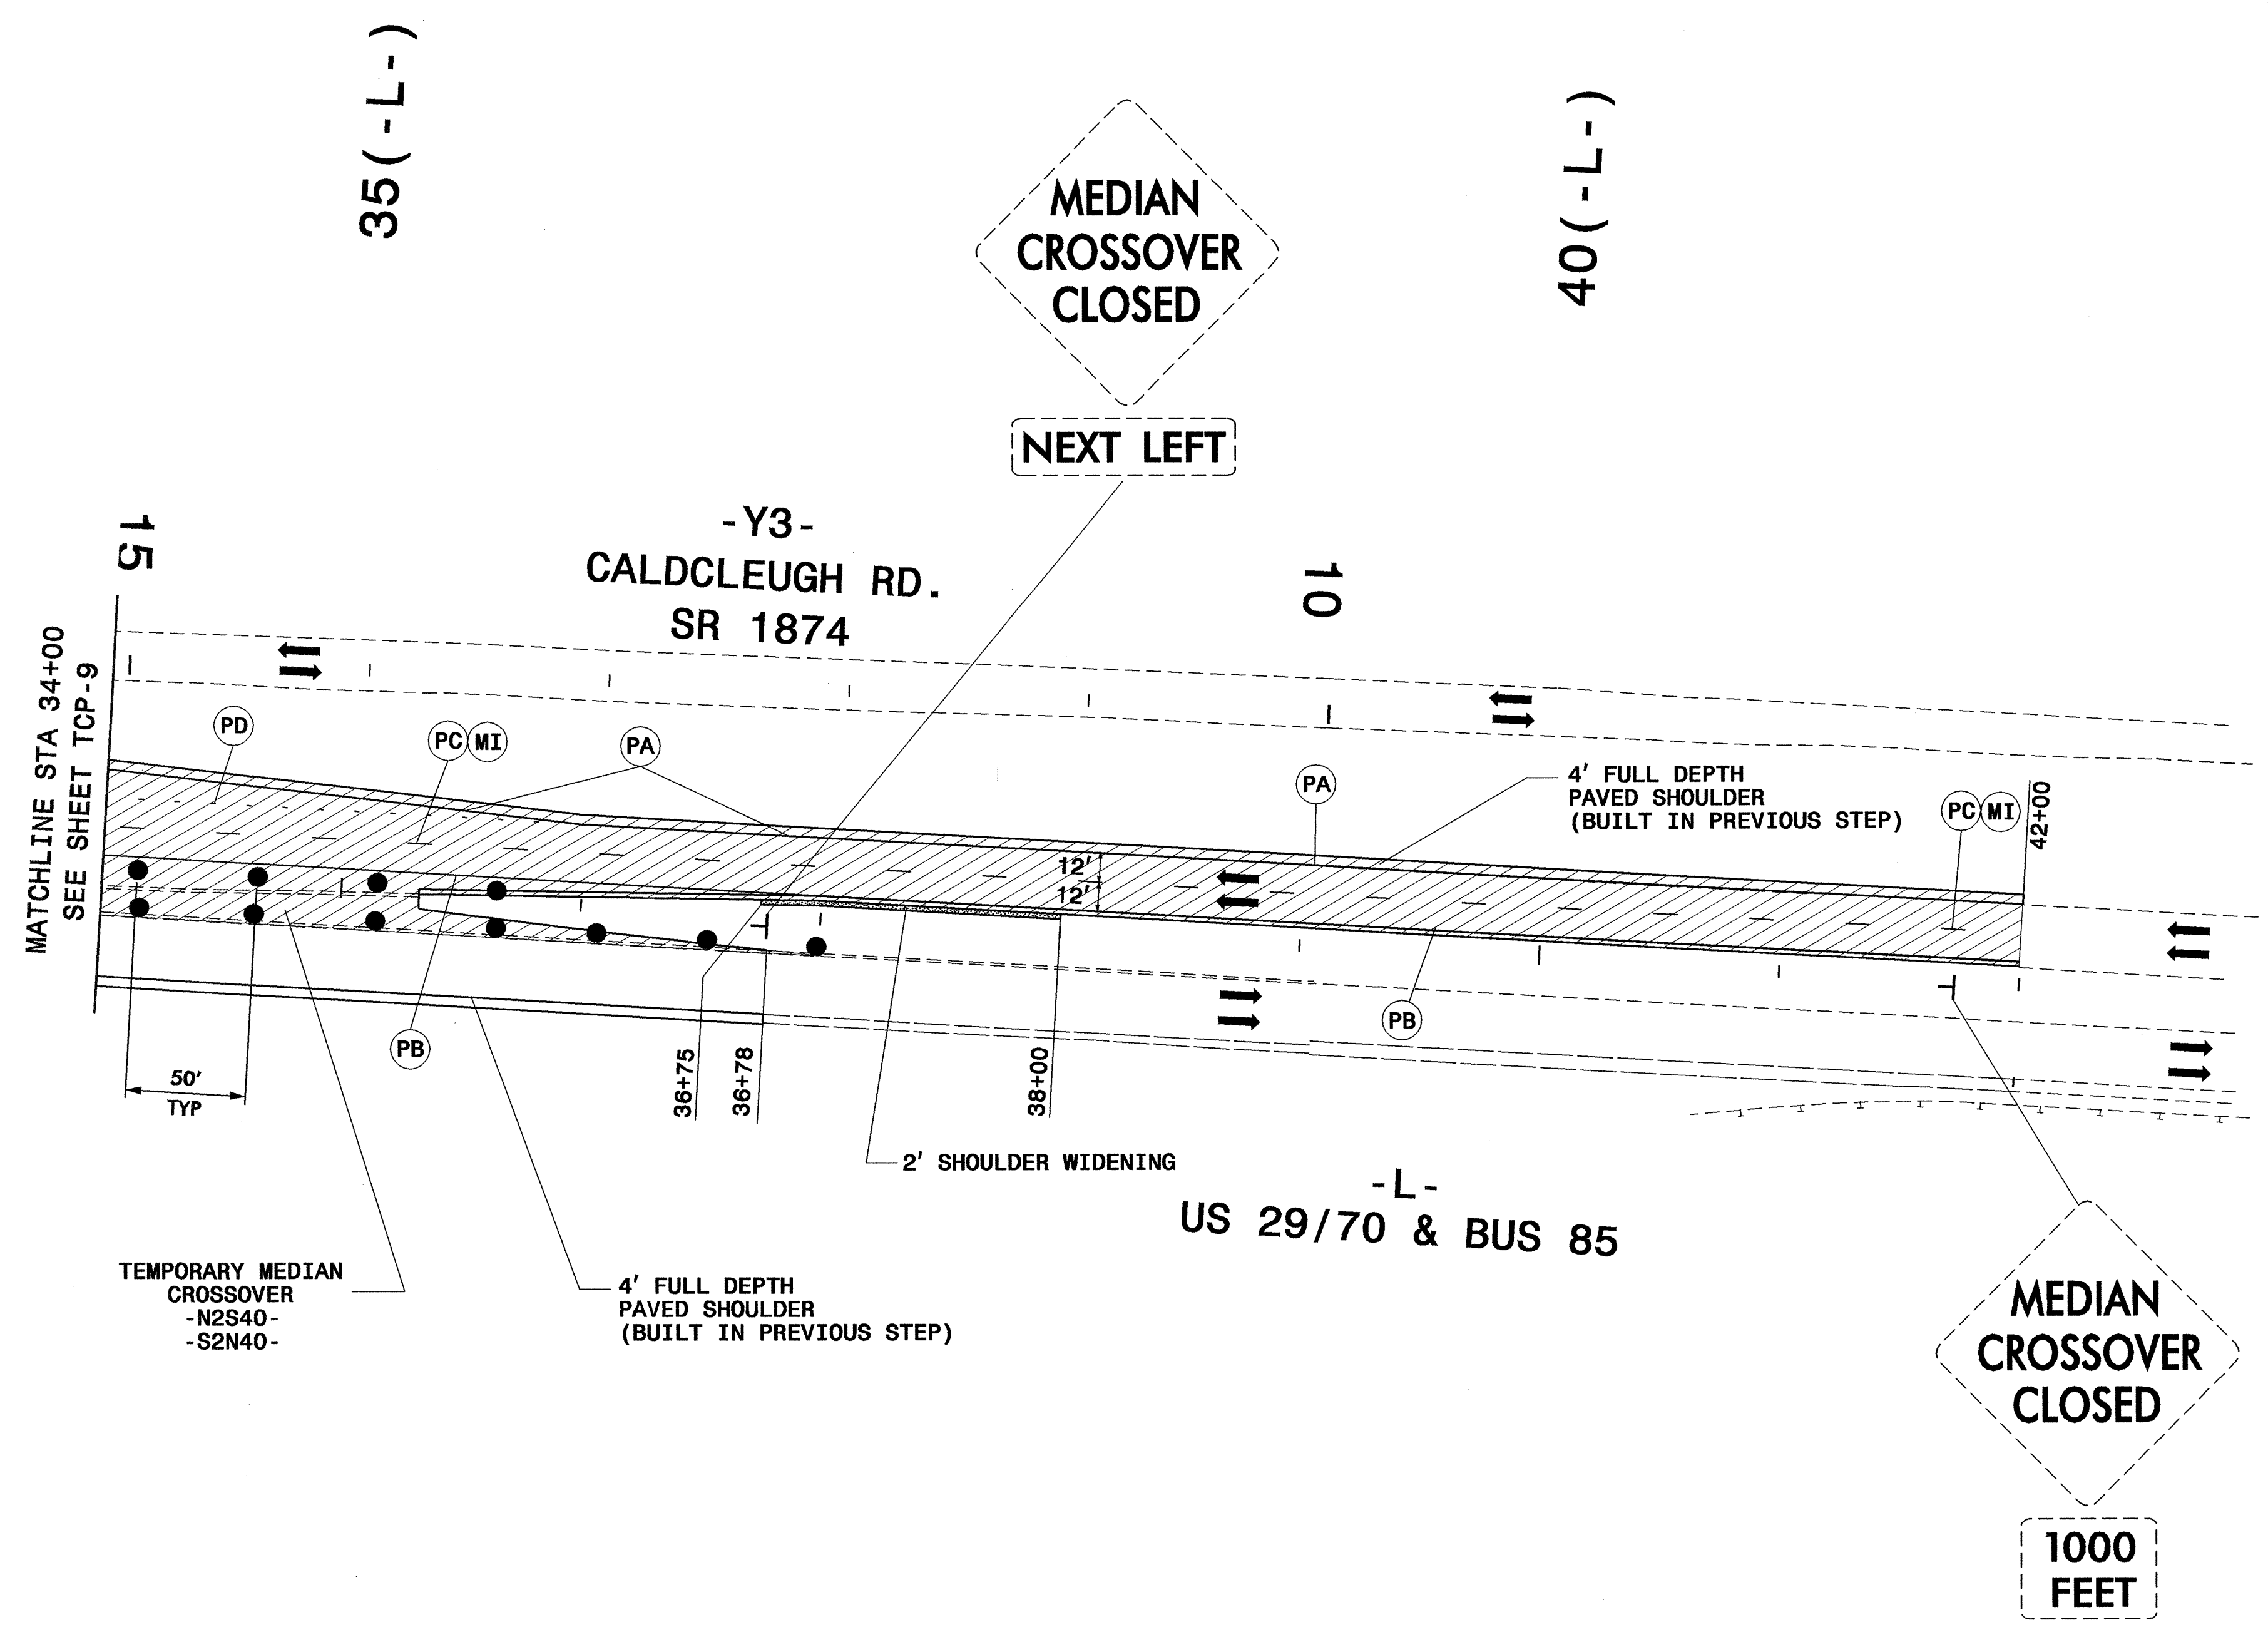 35(-L-)
40(-L-)
MEDIAN
CROSSOVER
CLOSED
NEXT LEFT
15
-Y3-
CALDCLEUGH RD.
SR 1874
10
MATCHLINE STA 34+00
SEE SHEET TCP-9
PD
PC MI
PA
PA
4' FULL DEPTH
PAVED SHOULDER
(BUILT IN PREVIOUS STEP)
PC MI
42+00
12'
12'
PB
PB
50'
TYP
36+75
36+78
38+00
2' SHOULDER WIDENING
-L-
US 29/70 & BUS 85
TEMPORARY MEDIAN
CROSSOVER
-N2S40-
-S2N40-
4' FULL DEPTH
PAVED SHOULDER
(BUILT IN PREVIOUS STEP)
MEDIAN
CROSSOVER
CLOSED
1000
FEET